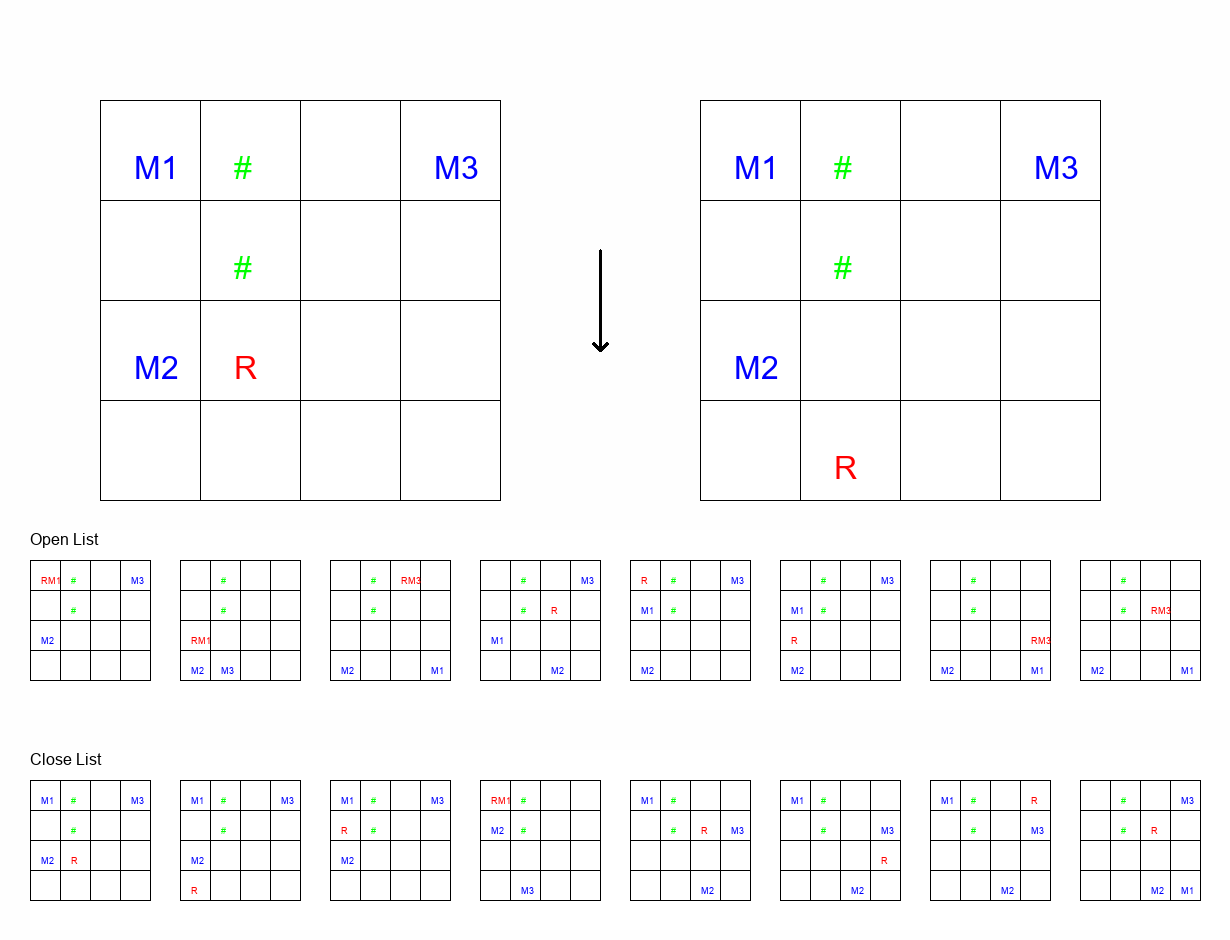 M1 # M3 M1 # M3
# #
M2 R M2
R
Open List
RM1 # M3 # # RM3 # M3 R # M3 # M3 # #
# # # # R M1 # M1 # # # RM3
M2 RM1 M1 R RM3
M2 M3 M2 M1 M2 M2 M2 M2 M1 M2 M1
Close List
M1 # M3 M1 # M3 M1 # M3 RM1 # M1 # M1 # M1 # R # M3
# # R # M2 # # R M3 # M3 # M3 # R
M2 R M2 M2 R
R M3 M2 M2 M2 M2 M1